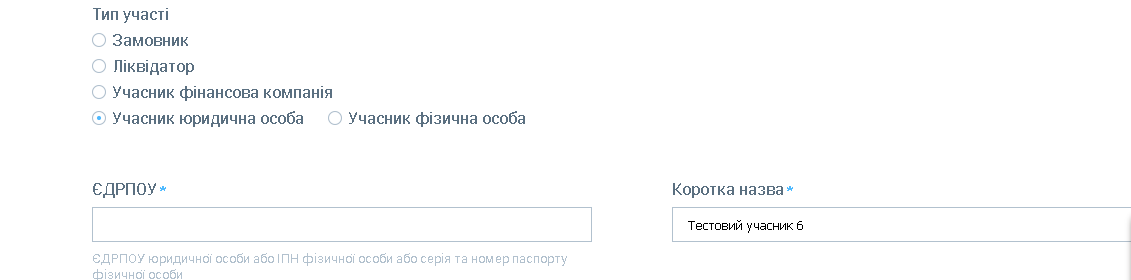 Тип участі
Замовник
Ліквідатор
Учасник фінансова компанія
Учасник юридична особа Учасник фізична особа
ЄДРПОУ * Коротка назва *
Тестовий учасник 6
ЄДРПОУ юридичної особи або ІПН фізичної особи або серія та номер паспорту
фізичної особи